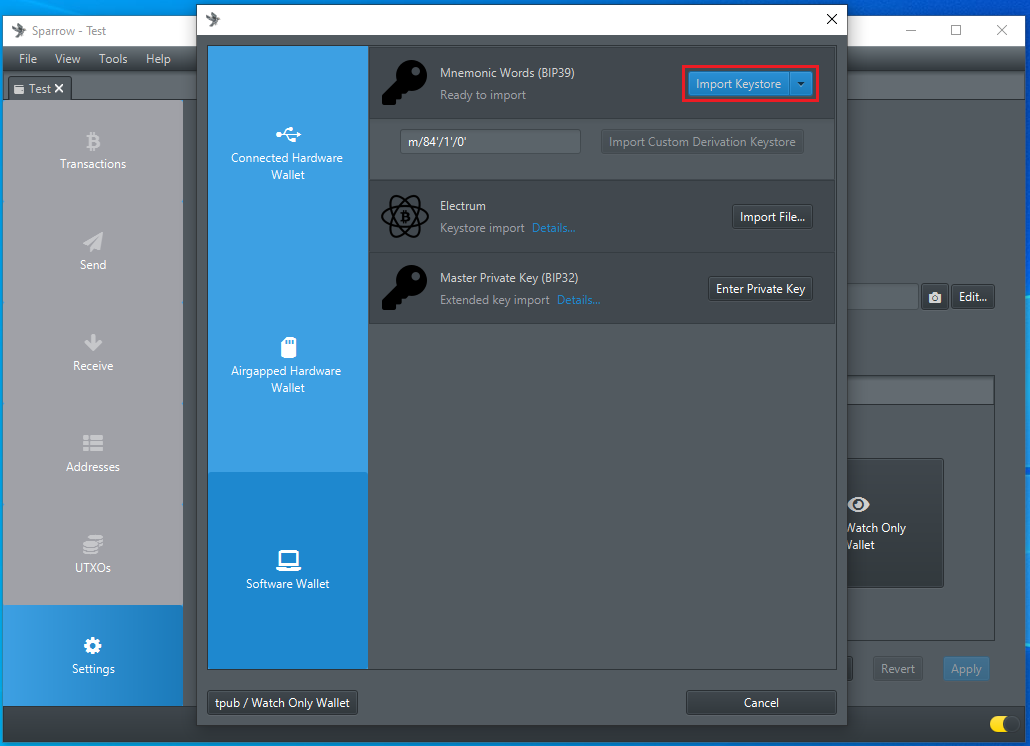 Sparrow - Test
File View Tools Help
Test
Transactions
Send
Receive
Addresses
UTXOs
Settings
Connected Hardware
Wallet
Airgapped Hardware
Wallet
Software Wallet
Mnemonic Words (BIP39)
Ready to import
Import Keystore
m/84'/1'/0'
Import Custom Derivation Keystore
Electrum
Keystore import Details...
Import File...
Master Private Key (BIP32)
Extended key import Details...
Enter Private Key
tpub / Watch Only Wallet
Cancel
Edit...
Watch Only
Wallet
Revert
Apply